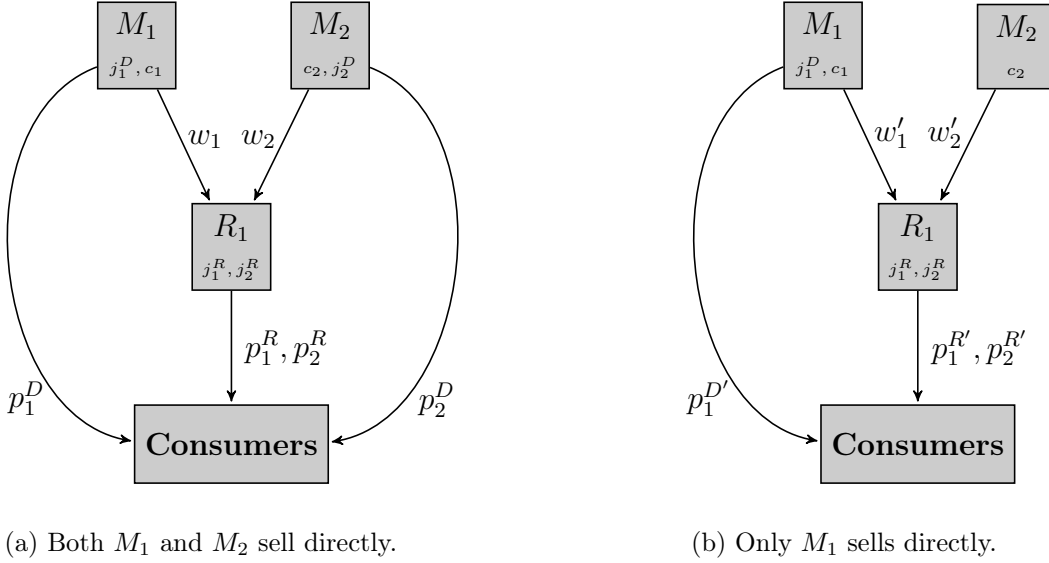 M₁ M₂
j₁ᴰ, c₁ c₂, j₂ᴰ
w₁ w₂
R₁
j₁ᴿ, j₂ᴿ
p₁ᴿ, p₂ᴿ
p₁ᴰ p₂ᴰ
Consumers
(a) Both M₁ and M₂ sell directly.
M₁ M₂
j₁ᴰ, c₁ c₂
w₁′ w₂′
R₁
j₁ᴿ, j₂ᴿ
p₁ᴿ′, p₂ᴿ′
p₁ᴰ′
Consumers
(b) Only M₁ sells directly.